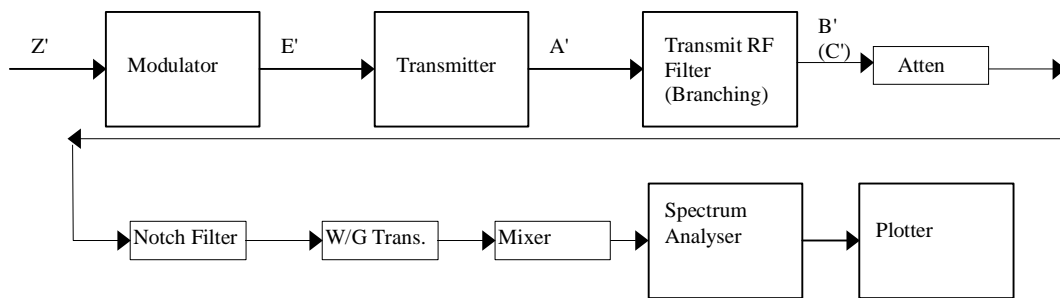 Z'
Modulator
E'
Transmitter
A'
Transmit RF
Filter
(Branching)
B'
(C')
Atten
Notch Filter
W/G Trans.
Mixer
Spectrum
Analyser
Plotter